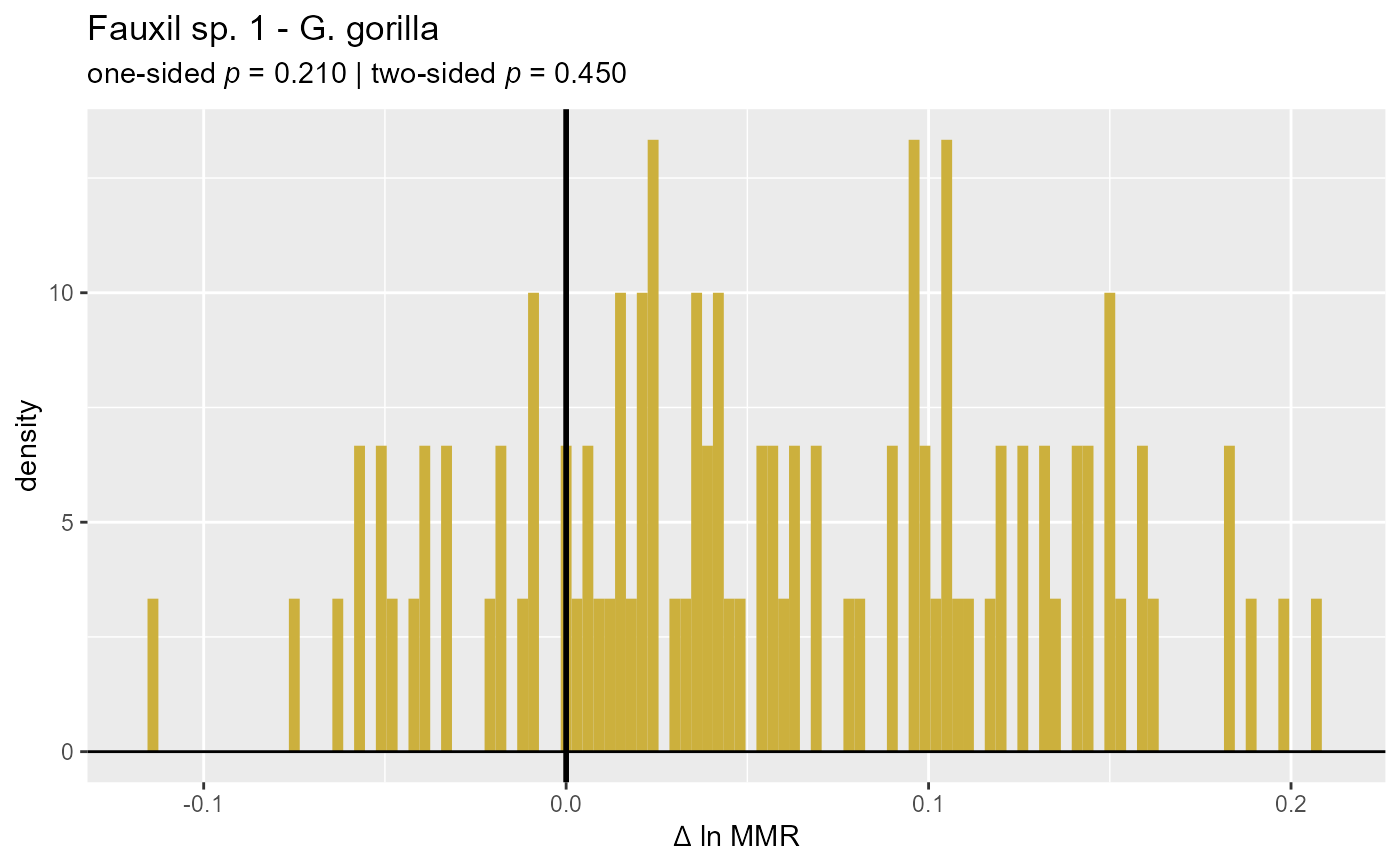 Fauxil sp. 1 - G. gorilla
one-sided p = 0.210 | two-sided p = 0.450
density
10
5
0
-0.1
0.0
0.1
0.2
Δ ln MMR